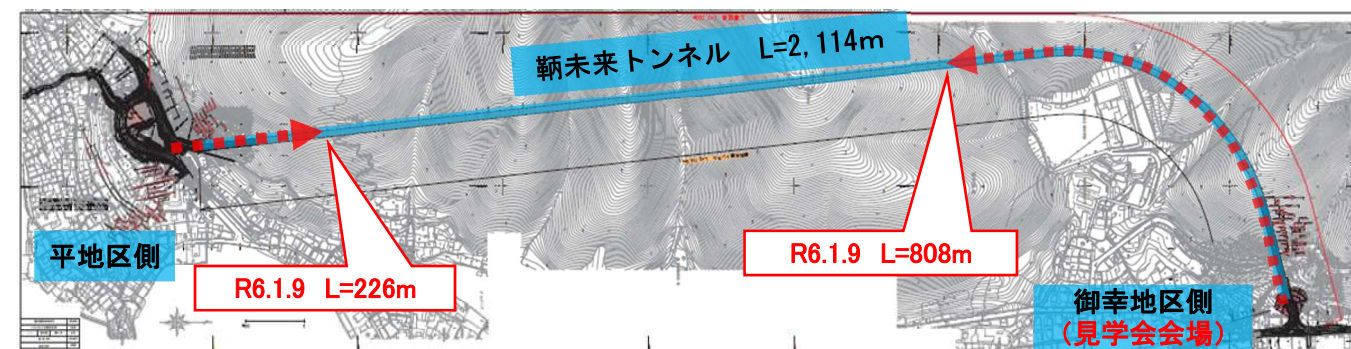 鞆未来トンネル L=2,114m
平地区側
R6.1.9 L=226m
R6.1.9 L=808m
御幸地区側
(見学会会場)